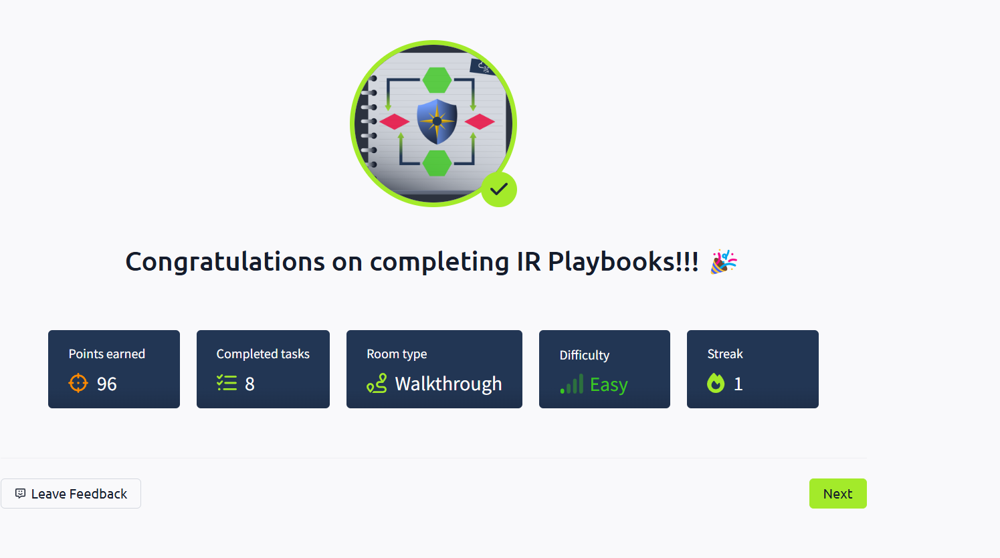 Congratulations on completing IR Playbooks!!! 🎉
Points earned
96
Completed tasks
8
Room type
Walkthrough
Difficulty
Easy
Streak
1
Leave Feedback
Next